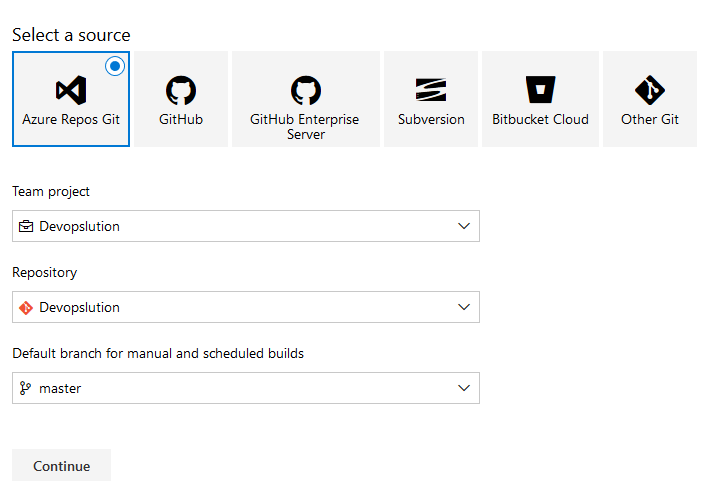 Select a source
Azure Repos Git
GitHub
GitHub Enterprise
Server
Subversion
Bitbucket Cloud
Other Git
Team project
Devopslution
Repository
Devopslution
Default branch for manual and scheduled builds
master
Continue